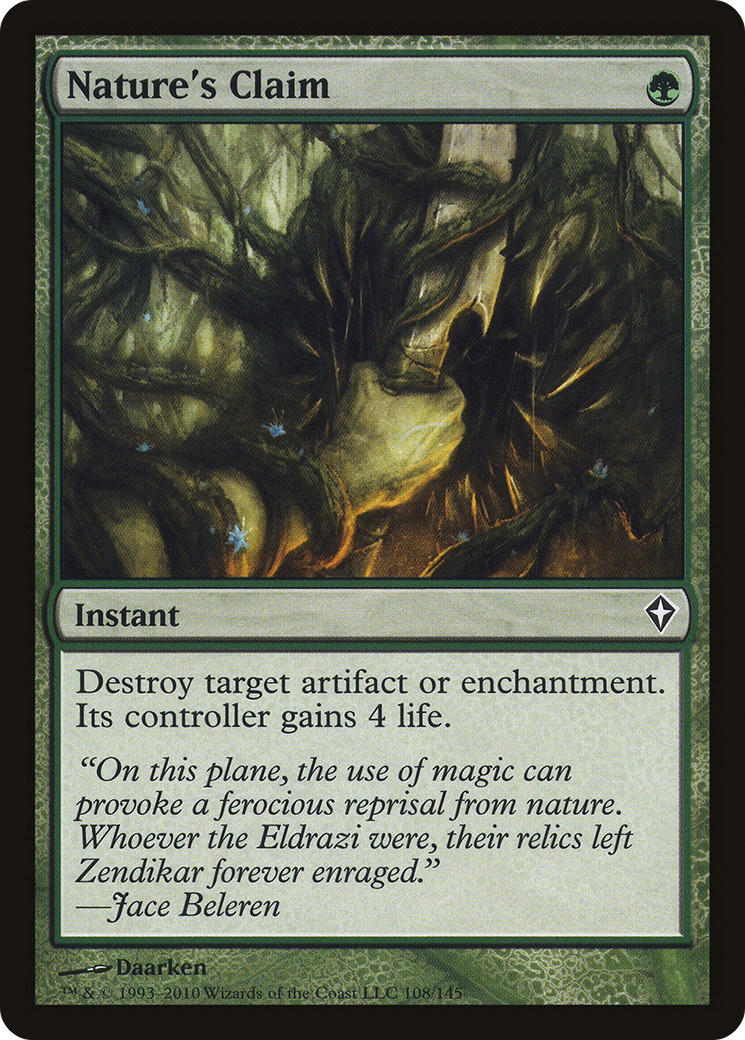 Nature's Claim
Instant
Destroy target artifact or enchantment.
Its controller gains 4 life.
“On this plane, the use of magic can
provoke a ferocious reprisal from nature.
Whoever the Eldrazi were, their relics left
Zendikar forever enraged.”
—Jace Beleren
Daarken
™ & © 1993–2010 Wizards of the Coast LLC 108/145